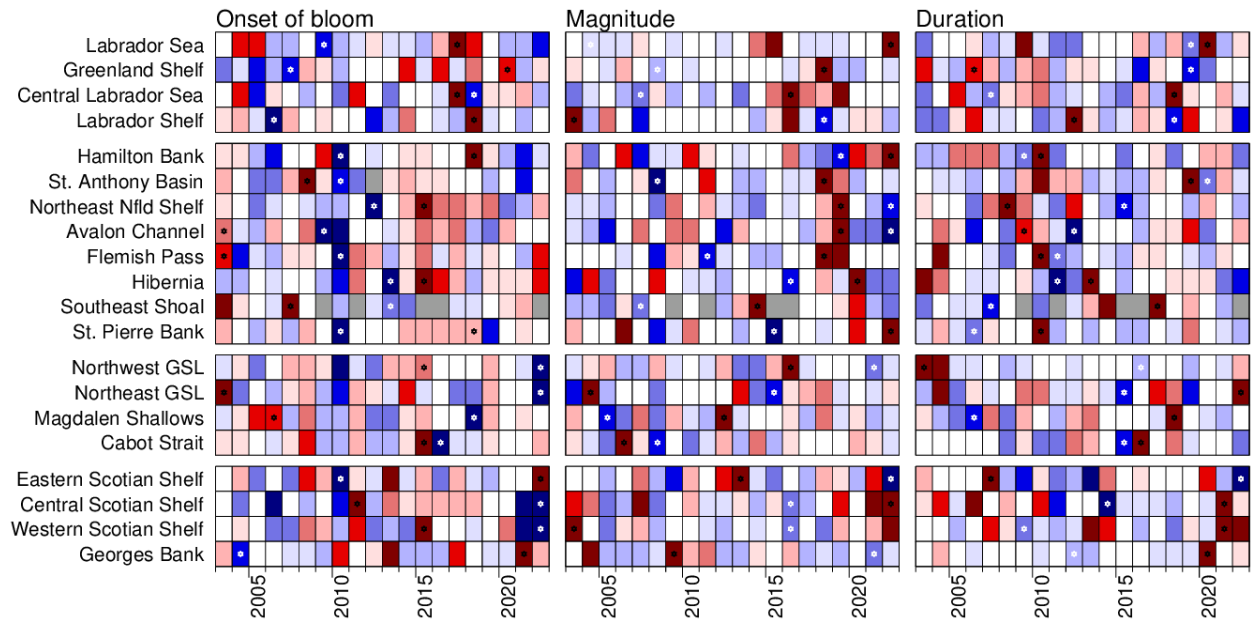 Onset of bloom Magnitude Duration
Labrador Sea
Greenland Shelf
Central Labrador Sea
Labrador Shelf
Hamilton Bank
St. Anthony Basin
Northeast Nfld Shelf
Avalon Channel
Flemish Pass
Hibernia
Southeast Shoal
St. Pierre Bank
Northwest GSL
Northeast GSL
Magdalen Shallows
Cabot Strait
Eastern Scotian Shelf
Central Scotian Shelf
Western Scotian Shelf
Georges Bank
2005 2010 2015 2020 2005 2010 2015 2020 2005 2010 2015 2020